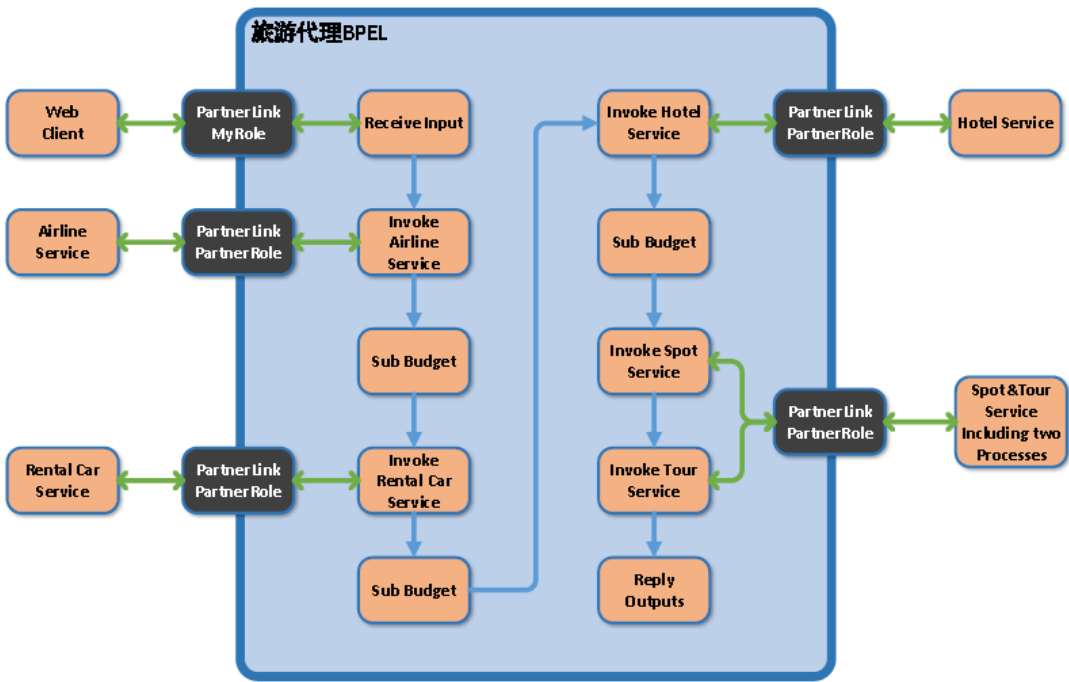 旅游代理BPEL
Web
Client
PartnerLink
MyRole
Receive Input
Invoke Hotel
Service
PartnerLink
PartnerRole
Hotel Service
Airline
Service
PartnerLink
PartnerRole
Invoke
Airline
Service
Sub Budget
Sub Budget
Invoke Spot
Service
PartnerLink
PartnerRole
Spot &Tour
Service
Including two
Processes
Rental Car
Service
PartnerLink
PartnerRole
Invoke
Rental Car
Service
Invoke Tour
Service
Sub Budget
Reply
Outputs